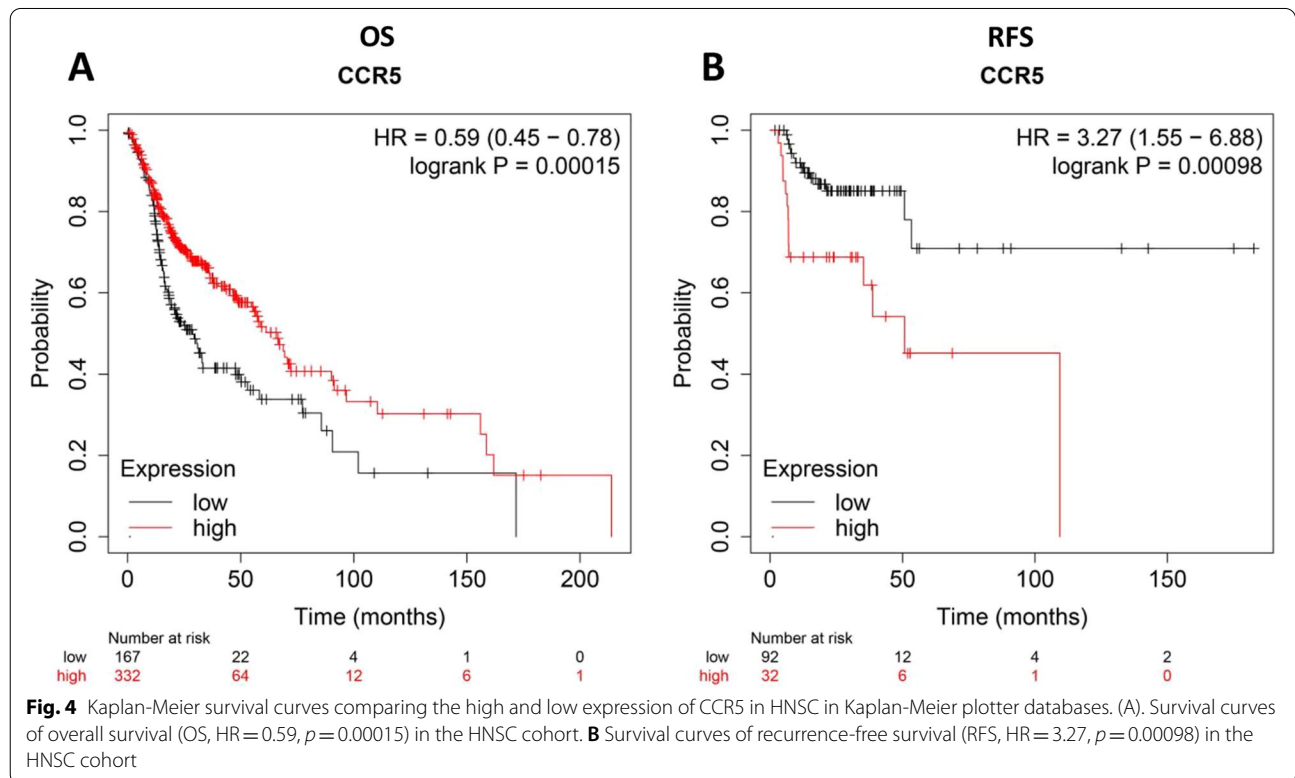 OS
A
CCR5
HR = 0.59 (0.45 − 0.78)
logrank P = 0.00015
Probability
1.0
0.8
0.6
0.4
0.2
0.0
Expression
low
high
0 50 100 150 200
Time (months)
Number at risk
low 167 22 4 1 0
high 332 64 12 6 1
RFS
B
CCR5
HR = 3.27 (1.55 − 6.88)
logrank P = 0.00098
Probability
1.0
0.8
0.6
0.4
0.2
0.0
Expression
low
high
0 50 100 150
Time (months)
Number at risk
low 92 12 4 2
high 32 6 1 0
Fig. 4 Kaplan-Meier survival curves comparing the high and low expression of CCR5 in HNSC in Kaplan-Meier plotter databases. (A). Survival curves
of overall survival (OS, HR = 0.59, p = 0.00015) in the HNSC cohort. B Survival curves of recurrence-free survival (RFS, HR = 3.27, p = 0.00098) in the
HNSC cohort